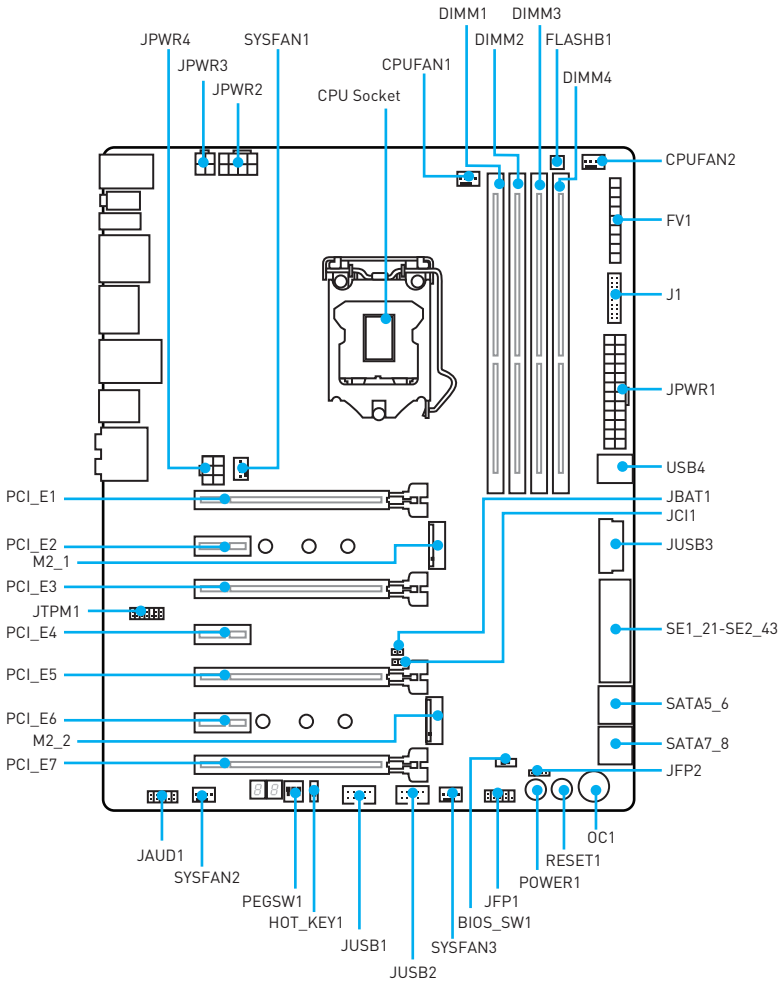 DIMM1
DIMM3
JPWR4
SYSFAN1
DIMM2
FLASHB1
JPWR3
CPUFAN1
DIMM4
JPWR2
CPU Socket
CPUFAN2
FV1
J1
JPWR1
USB4
PCI_E1
JBAT1
JCI1
PCI_E2
JUSB3
M2_1
PCI_E3
JTPM1
PCI_E4
SE1_21-SE2_43
PCI_E5
SATA5_6
PCI_E6
M2_2
SATA7_8
PCI_E7
JFP2
88
OC1
JAUD1
RESET1
SYSFAN2
POWER1
PEGSW1
JFP1
HOT_KEY1
BIOS_SW1
JUSB1
SYSFAN3
JUSB2